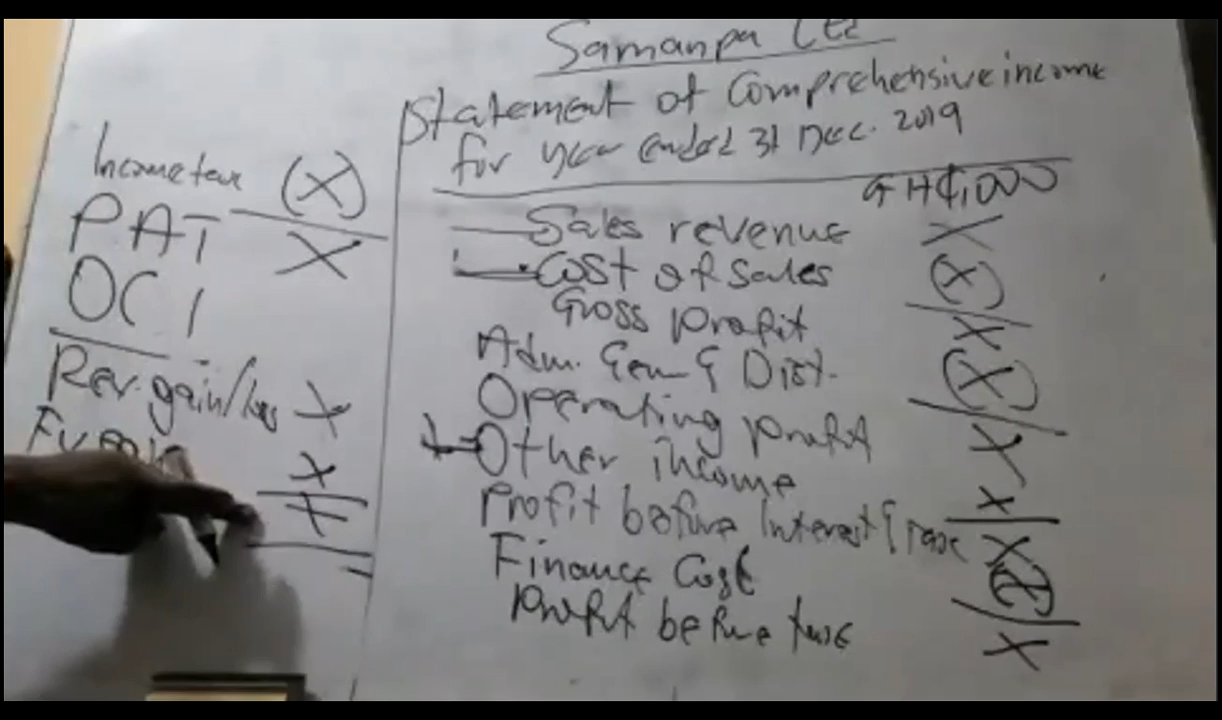 Samanpa Ltd
Statement of Comprehensive income
for year ended 31 Dec. 2019
GH₵1,000
Sales revenue X
Cost of Sales (X)
Gross profit X
Adm. Gen & Dist. (X)
Operating profit X
Other income X
Profit before Interest & tax X
Finance Cost (X)
Profit before tax X
Income tax (X)
PAT X
OCI
Rev. gain/loss X
X
X